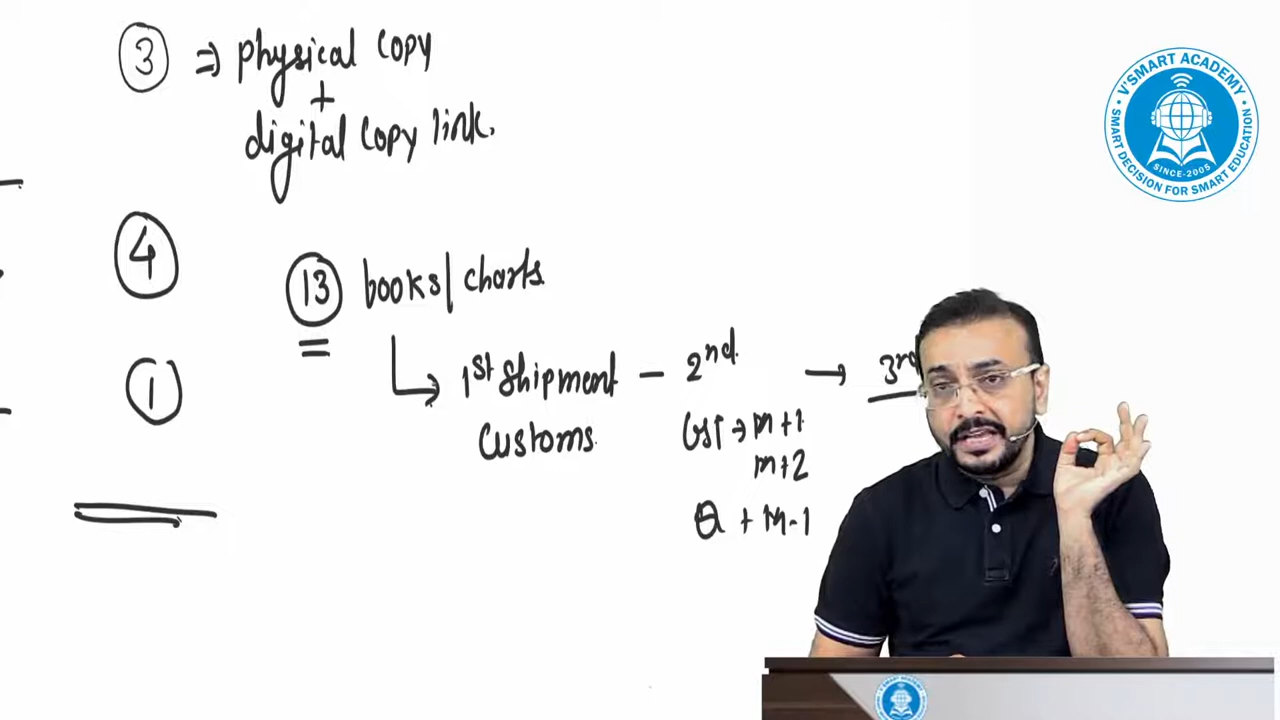 3 ⇒ physical copy
+
digital copy link.
4
13 books/charts
1
1st shipment – 2nd → 3rd
Customs.
GST → m+1
m+2
Q + M-1
V'SMART ACADEMY
SMART DECISION FOR SMART EDUCATION
SINCE-2005